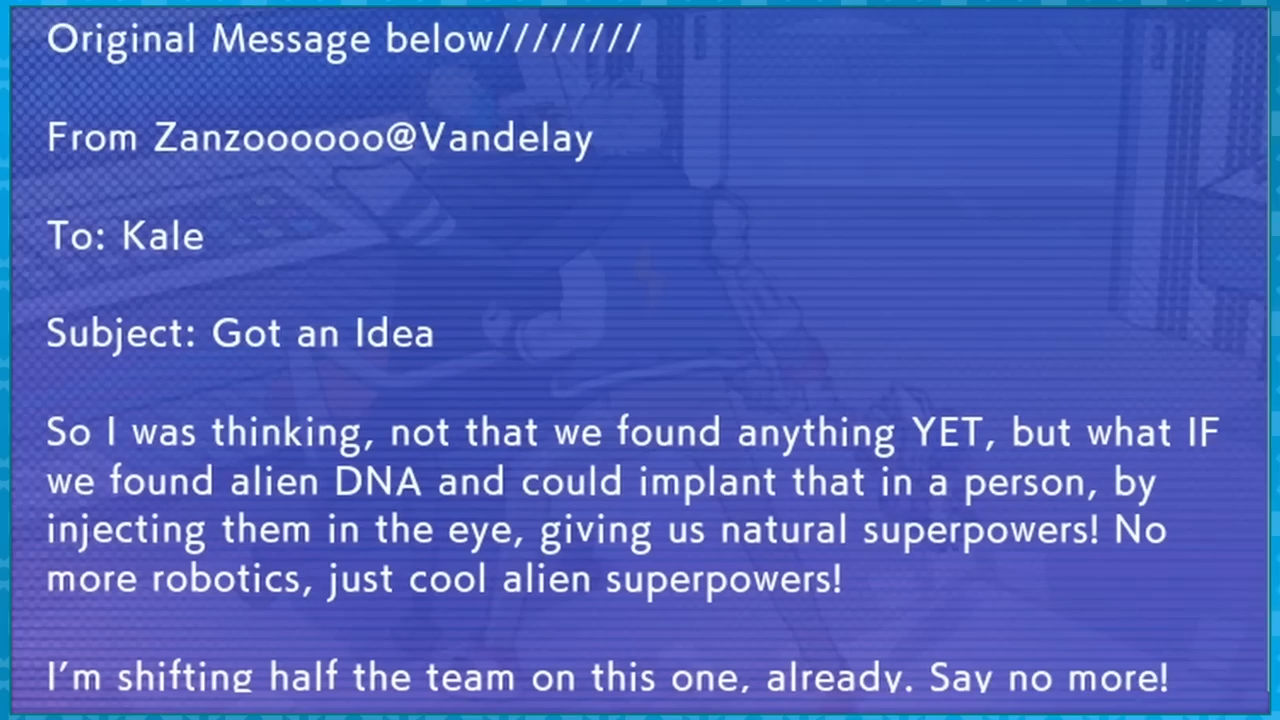 Original Message below////////
From Zanzoooooo@Vandelay
To: Kale
Subject: Got an Idea
So I was thinking, not that we found anything YET, but what IF
we found alien DNA and could implant that in a person, by
injecting them in the eye, giving us natural superpowers! No
more robotics, just cool alien superpowers!
I'm shifting half the team on this one, already. Say no more!